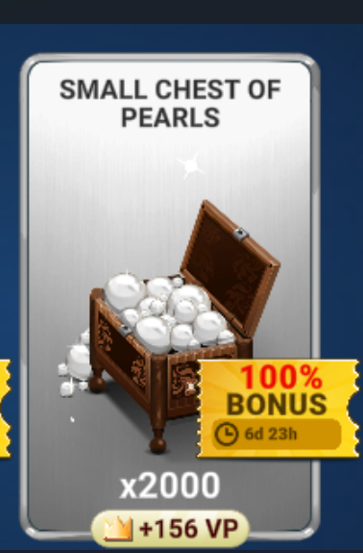 SMALL CHEST OF
PEARLS
100%
BONUS
6d 23h
x2000
+156 VP